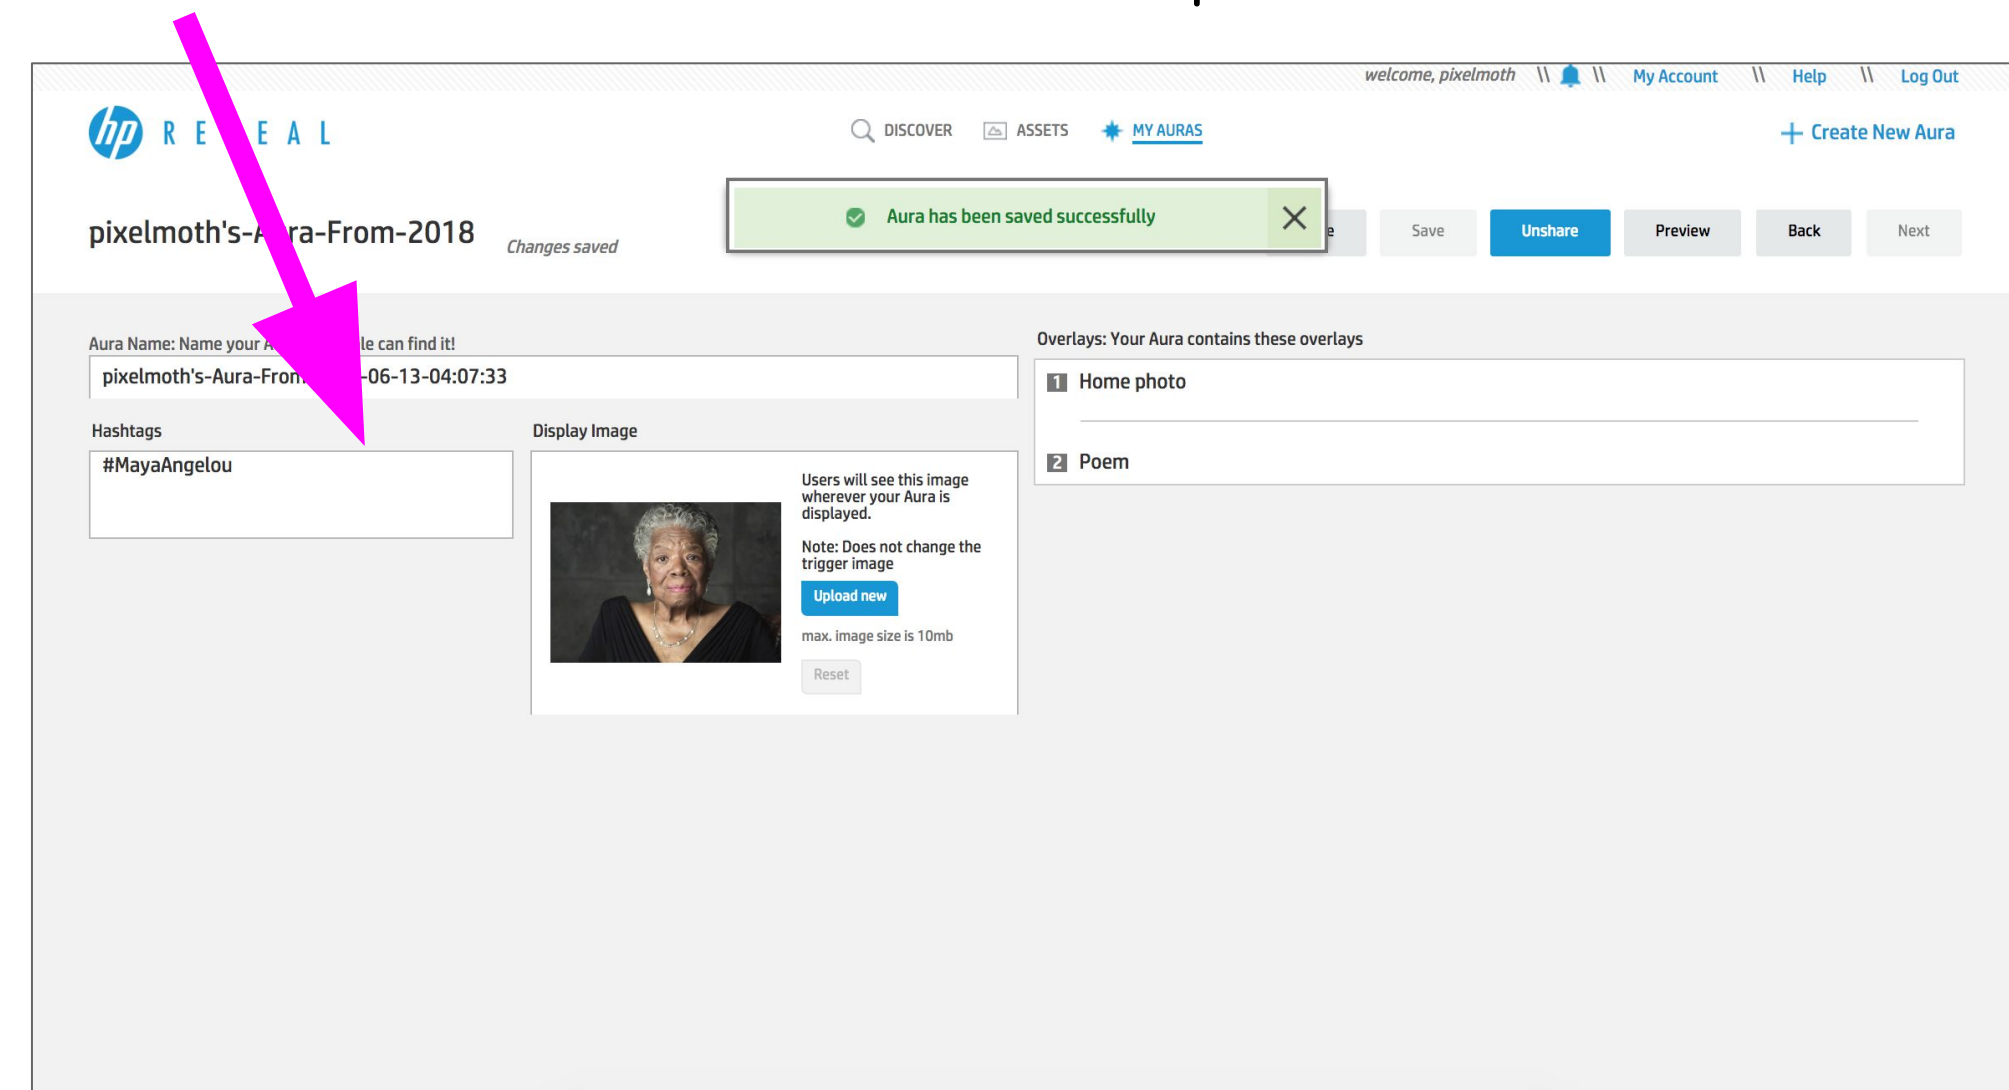 welcome, pixelmoth \\ \\ My Account \\ Help \\ Log Out
hp RE EAL
DISCOVER ASSETS MY AURAS
+ Create New Aura
Aura has been saved successfully
pixelmoth's- ra-From-2018 Changes saved
e Save Unshare Preview Back Next
Aura Name: Name your le can find it!
pixelmoth's-Aura-From -06-13-04:07:33
Hashtags
#MayaAngelou
Display Image
Users will see this image
wherever your Aura is
displayed.
Note: Does not change the
trigger image
Upload new
max. image size is 10mb
Reset
Overlays: Your Aura contains these overlays
1 Home photo
2 Poem